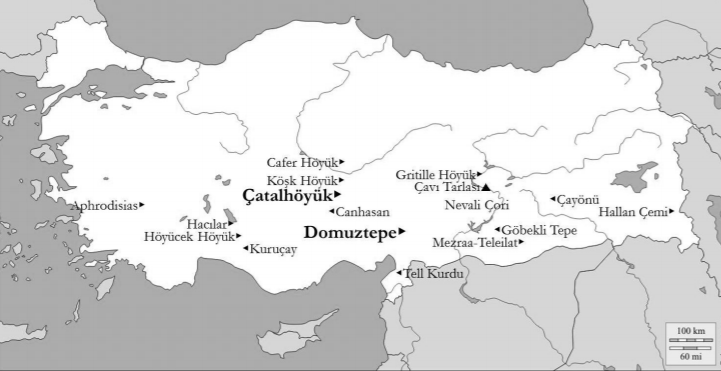 Cafer Höyük
Köşk Höyük
Çatalhöyük
Canhasan
Gritille Höyük
Çavı Tarlası
Nevali Çori
Çayönü
Hallan Çemi
Aphrodisias
Hacılar
Höyücek Höyük
Kuruçay
Domuztepe
Göbekli Tepe
Mezraa-Teleilat
Tell Kurdu
100 km
60 mi